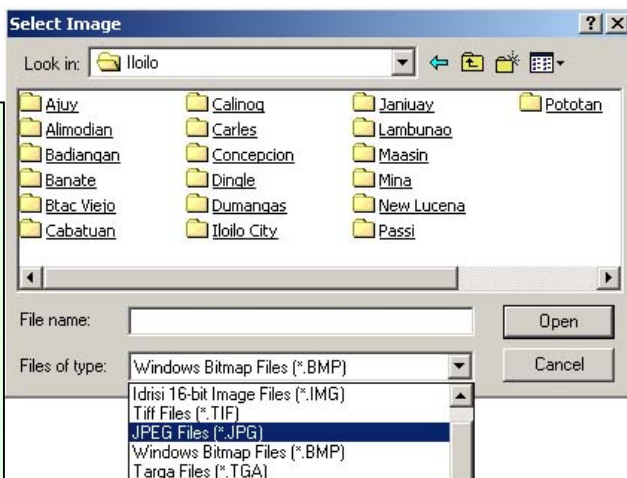 Select Image
Look in: Iloilo
Ajuy Calinog Janiuay Pototan
Alimodian Carles Lambunao
Badiangan Concepcion Maasin
Banate Dingle Mina
Btac Viejo Dumangas New Lucena
Cabatuan Iloilo City Passi
File name: Open
Files of type: Windows Bitmap Files (*.BMP) Cancel
Idrisi 16-bit Image Files (*.IMG)
Tiff Files (*.TIF)
JPEG Files (*.JPG)
Windows Bitmap Files (*.BMP)
Targa Files (*.TGA)